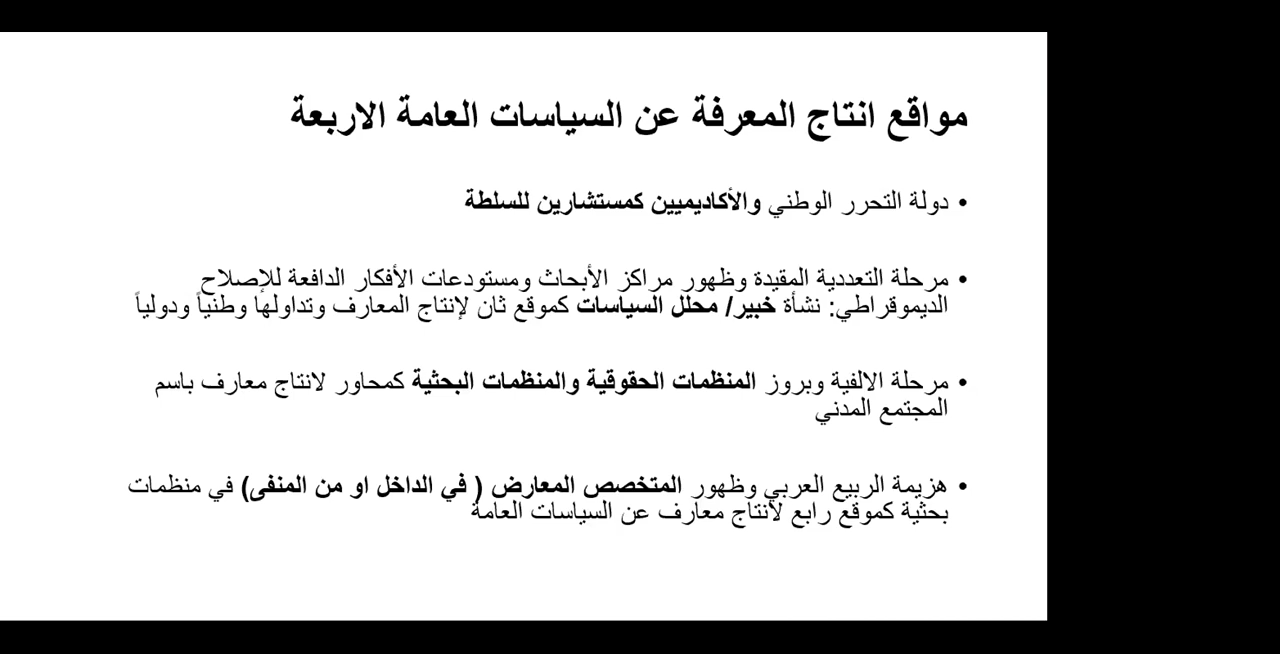 مواقع انتاج المعرفة عن السياسات العامة الاربعة
• دولة التحرر الوطني والأكاديميين كمستشارين للسلطة
• مرحلة التعددية المقيدة وظهور مراكز الأبحاث ومستودعات الأفكار الدافعة للإصلاح
الديموقراطي: نشأة خبير/ محلل السياسات كموقع ثان لإنتاج المعارف وتداولها وطنياً ودولياً
• مرحلة الالفية وبروز المنظمات الحقوقية والمنظمات البحثية كمحاور لانتاج معارف باسم
المجتمع المدني
• هزيمة الربيع العربي وظهور المتخصص المعارض ( في الداخل او من المنفى) في منظمات
بحثية كموقع رابع لانتاج معارف عن السياسات العامة